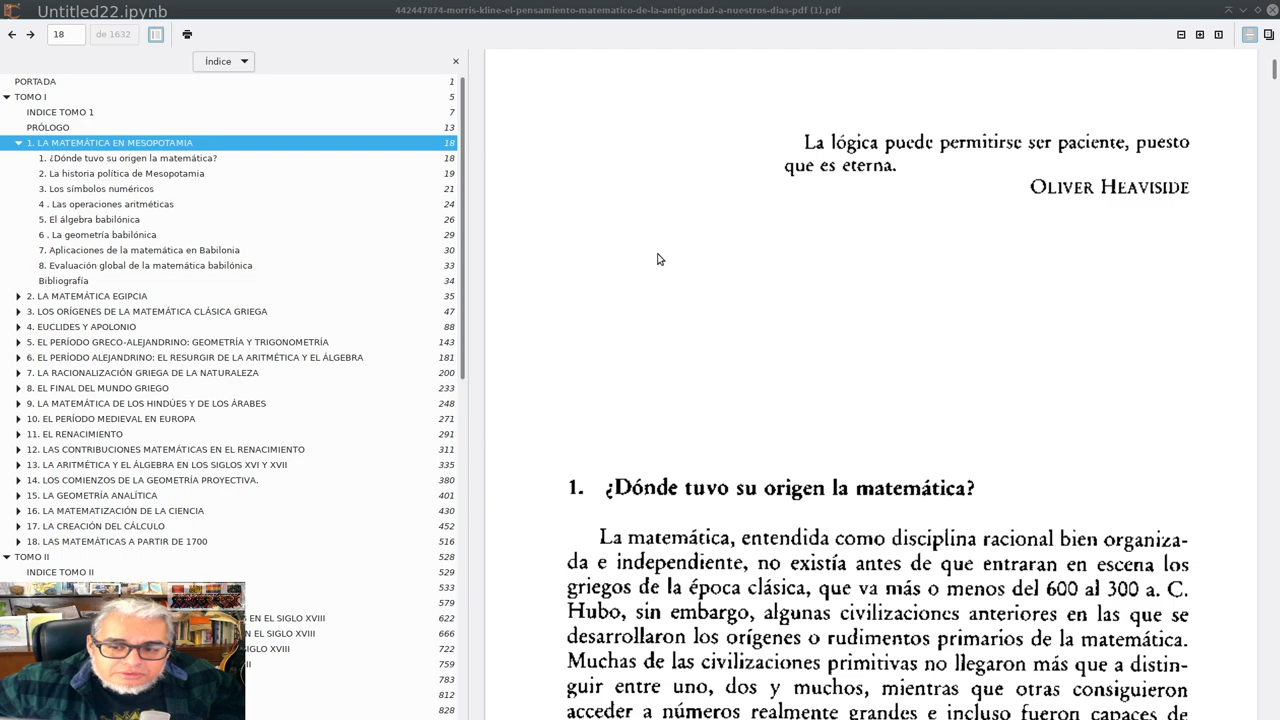 Untitled22.ipynb
442447874-morris-kline-el-pensamiento-matematico-de-la-antiguedad-a-nuestros-dias-pdf (1).pdf
18 de 1632
Índice
PORTADA 1
TOMO I 5
INDICE TOMO 1 7
PRÓLOGO 13
1. LA MATEMÁTICA EN MESOPOTAMIA 18
1. ¿Dónde tuvo su origen la matemática? 18
2. La historia política de Mesopotamia 19
3. Los símbolos numéricos 21
4 . Las operaciones aritméticas 24
5. El álgebra babilónica 26
6 . La geometría babilónica 29
7. Aplicaciones de la matemática en Babilonia 30
8. Evaluación global de la matemática babilónica 33
Bibliografía 34
2. LA MATEMÁTICA EGIPCIA 35
3. LOS ORÍGENES DE LA MATEMÁTICA CLÁSICA GRIEGA 47
4. EUCLIDES Y APOLONIO 88
5. EL PERÍODO GRECO-ALEJANDRINO: GEOMETRÍA Y TRIGONOMETRÍA 143
6. EL PERÍODO ALEJANDRINO: EL RESURGIR DE LA ARITMÉTICA Y EL ÁLGEBRA 181
7. LA RACIONALIZACIÓN GRIEGA DE LA NATURALEZA 200
8. EL FINAL DEL MUNDO GRIEGO 233
9. LA MATEMÁTICA DE LOS HINDÚES Y DE LOS ÁRABES 248
10. EL PERÍODO MEDIEVAL EN EUROPA 271
11. EL RENACIMIENTO 291
12. LAS CONTRIBUCIONES MATEMÁTICAS EN EL RENACIMIENTO 311
13. LA ARITMÉTICA Y EL ÁLGEBRA EN LOS SIGLOS XVI Y XVII 335
14. LOS COMIENZOS DE LA GEOMETRÍA PROYECTIVA. 380
15. LA GEOMETRÍA ANALÍTICA 401
16. LA MATEMATIZACIÓN DE LA CIENCIA 430
17. LA CREACIÓN DEL CÁLCULO 452
18. LAS MATEMÁTICAS A PARTIR DE 1700 516
TOMO II 528
INDICE TOMO II 529
533
579
EN EL SIGLO XVIII 622
EN EL SIGLO XVIII 666
SIGLO XVIII 722
II 759
783
812
828
La lógica puede permitirse ser paciente, puesto
que es eterna.
OLIVER HEAVISIDE
1. ¿Dónde tuvo su origen la matemática?
La matemática, entendida como disciplina racional bien organiza-
da e independiente, no existía antes de que entraran en escena los
griegos de la época clásica, que va más o menos del 600 al 300 a. C.
Hubo, sin embargo, algunas civilizaciones anteriores en las que se
desarrollaron los orígenes o rudimentos primarios de la matemática.
Muchas de las civilizaciones primitivas no llegaron más que a distin-
guir entre uno, dos y muchos, mientras que otras consiguieron
acceder a números realmente grandes e incluso fueron capaces de